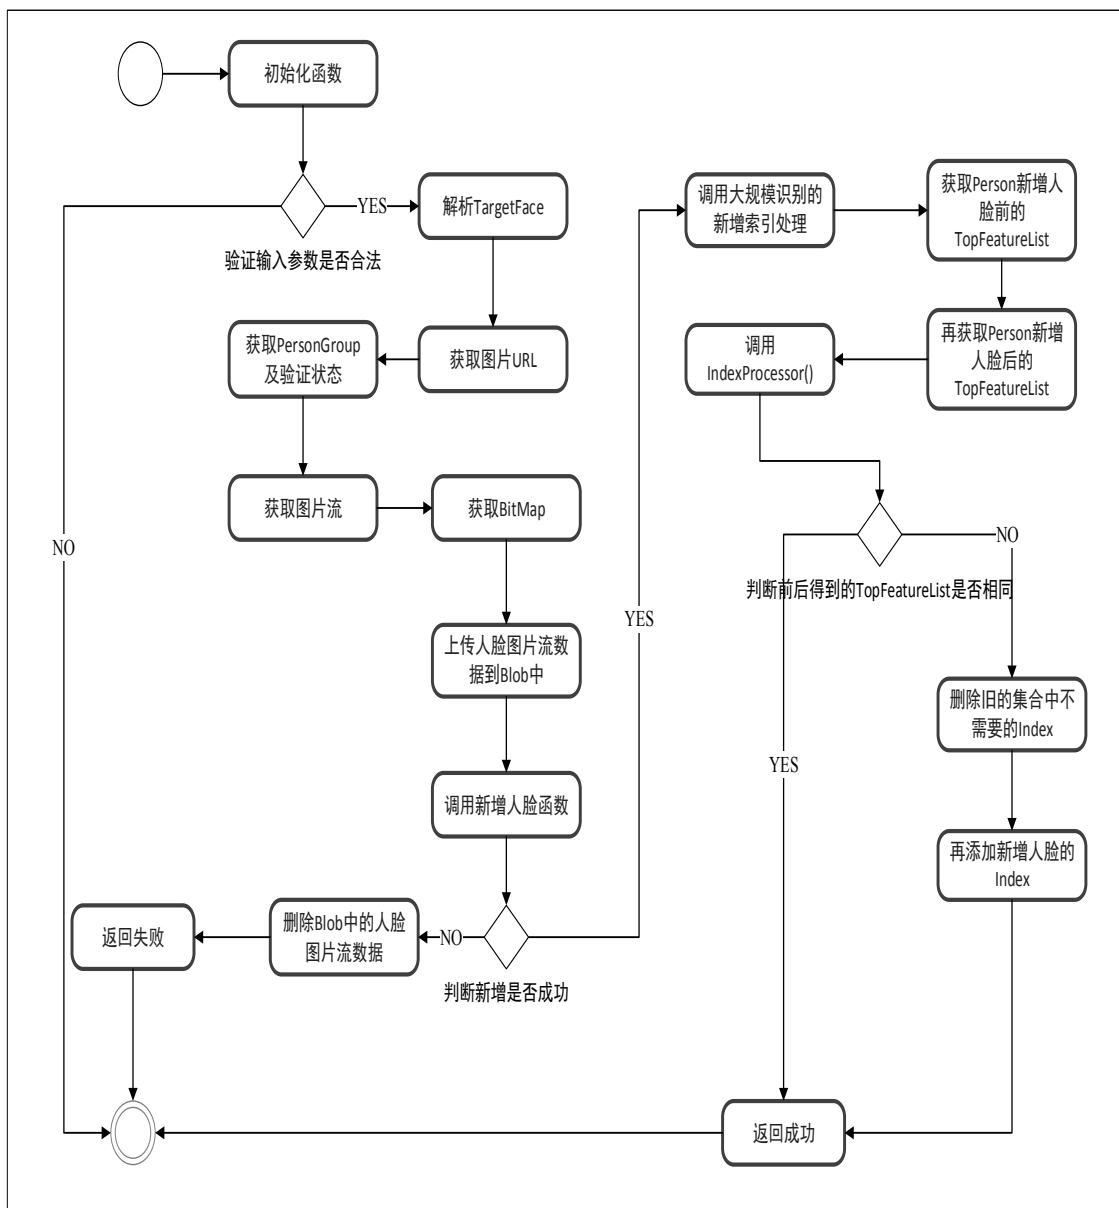 初始化函数
YES
解析TargetFace
验证输入参数是否合法
获取PersonGroup
及验证状态
获取图片URL
获取图片流
获取BitMap
NO
上传人脸图片流数
据到Blob中
调用新增人脸函数
返回失败
删除Blob中的人脸
图片流数据
NO
判断新增是否成功
YES
调用大规模识别的
新增索引处理
获取Person新增人
脸前的
TopFeatureList
调用
IndexProcessor()
再获取Person新增
人脸后的
TopFeatureList
NO
判断前后得到的TopFeatureList是否相同
YES
删除旧的集合中不
需要的Index
再添加新增人脸的
Index
返回成功